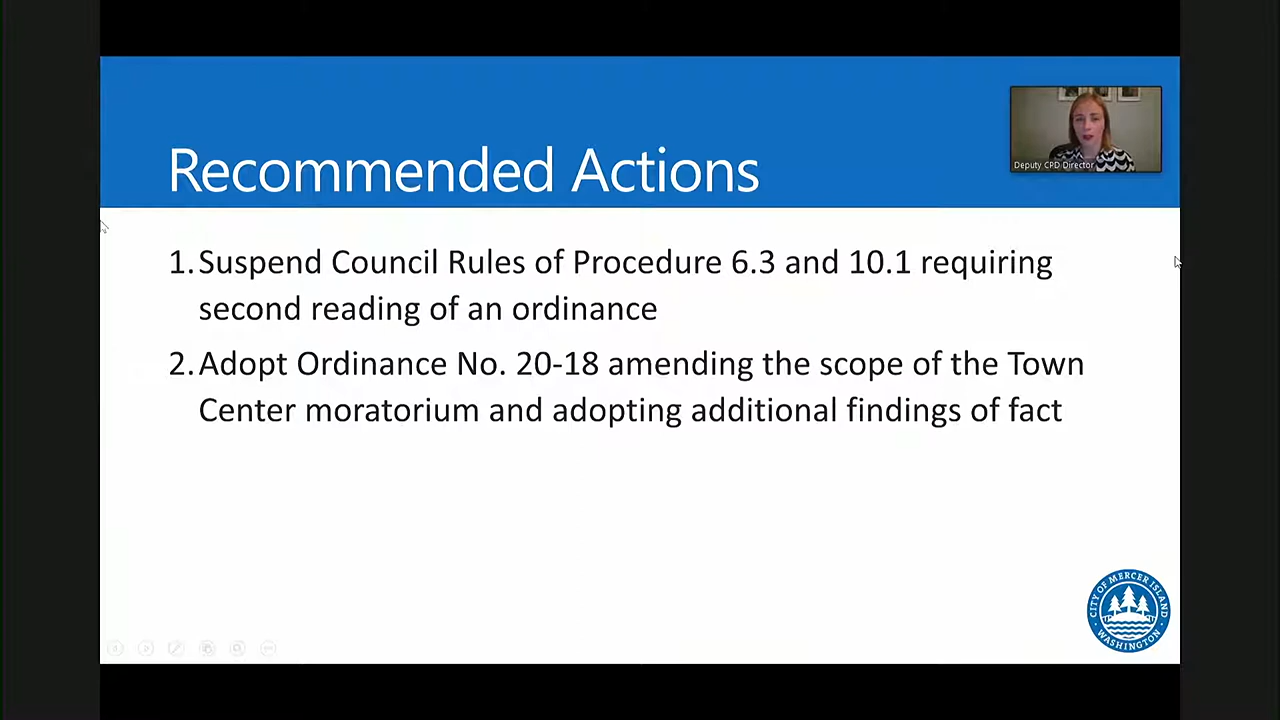 Recommended Actions
Deputy CPD Director
1. Suspend Council Rules of Procedure 6.3 and 10.1 requiring
second reading of an ordinance
2. Adopt Ordinance No. 20-18 amending the scope of the Town
Center moratorium and adopting additional findings of fact
CITY OF MERCER ISLAND
WASHINGTON